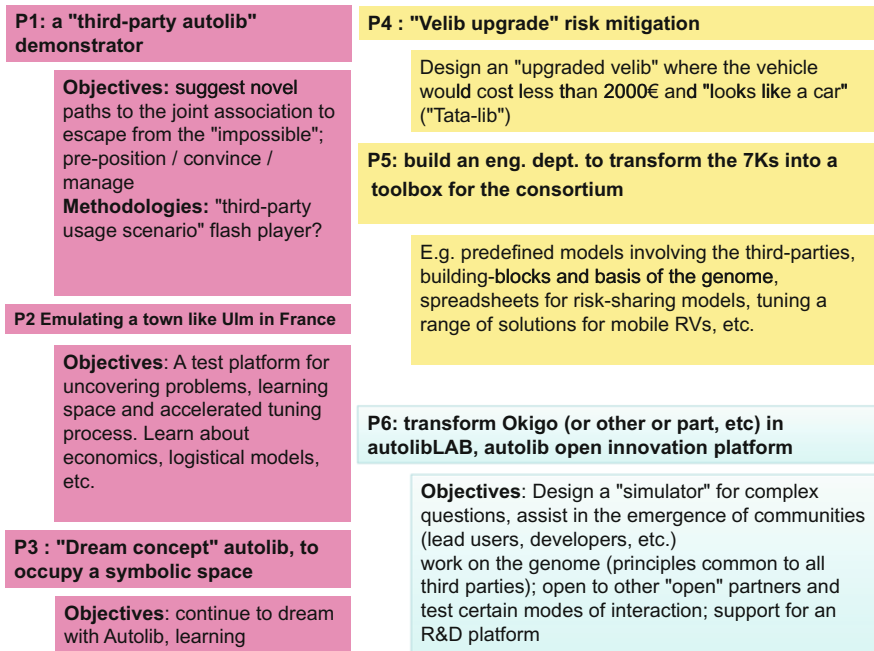 P1: a "third-party autolib"
demonstrator
Objectives: suggest novel
paths to the joint association to
escape from the "impossible";
pre-position / convince /
manage
Methodologies: "third-party
usage scenario" flash player?
P2 Emulating a town like Ulm in France
Objectives: A test platform for
uncovering problems, learning
space and accelerated tuning
process. Learn about
economics, logistical models,
etc.
P3 : "Dream concept" autolib, to
occupy a symbolic space
Objectives: continue to dream
with Autolib, learning
P4 : "Velib upgrade" risk mitigation
Design an "upgraded velib" where the vehicle
would cost less than 2000€ and "looks like a car"
("Tata-lib")
P5: build an eng. dept. to transform the 7Ks into a
toolbox for the consortium
E.g. predefined models involving the third-parties,
building-blocks and basis of the genome,
spreadsheets for risk-sharing models, tuning a
range of solutions for mobile RVs, etc.
P6: transform Okigo (or other or part, etc) in
autolibLAB, autolib open innovation platform
Objectives: Design a "simulator" for complex
questions, assist in the emergence of communities
(lead users, developers, etc.)
work on the genome (principles common to all
third parties); open to other "open" partners and
test certain modes of interaction; support for an
R&D platform